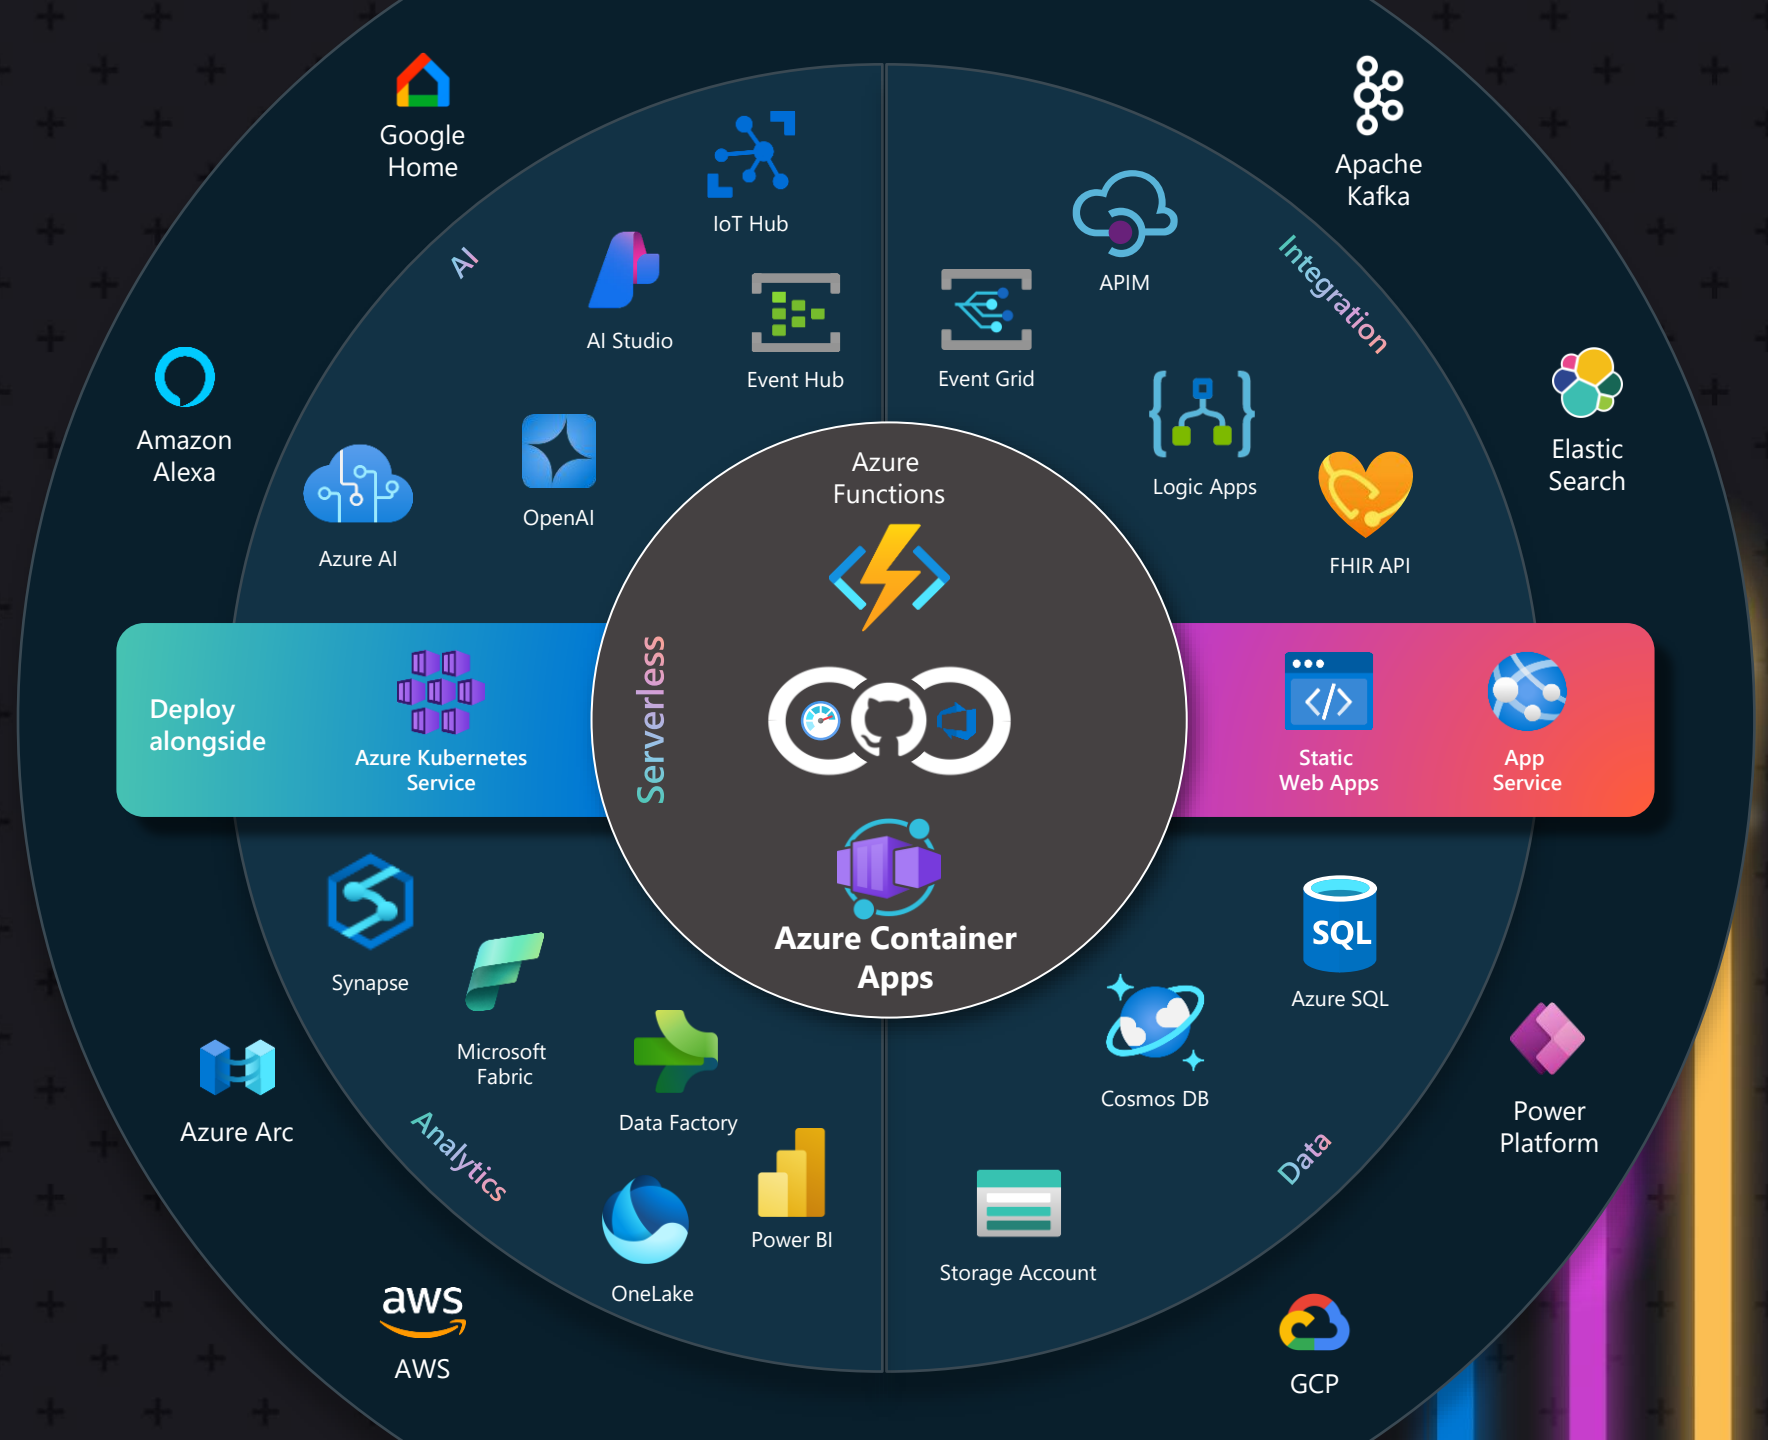 Google
Home
Apache
Kafka
IoT Hub
AI
Integration
APIM
AI Studio
Event Hub
Event Grid
Amazon
Alexa
Elastic
Search
Logic Apps
OpenAI
Azure AI
FHIR API
Azure
Functions
Serverless
Deploy
alongside
Azure Kubernetes
Service
Static
Web Apps
App
Service
Azure Container
Apps
Synapse
SQL
Azure SQL
Microsoft
Fabric
Data Factory
Cosmos DB
Azure Arc
Power
Platform
Analytics
Data
Power BI
OneLake
Storage Account
aws
AWS
GCP